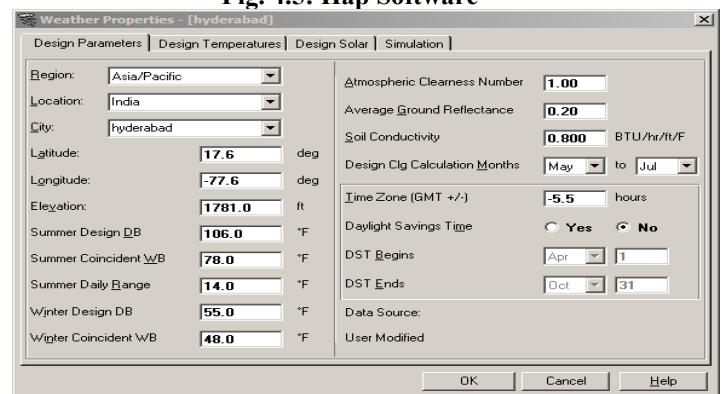 Fig. 4.3: Hap Software
Weather Properties - [hyderabad]
Design Parameters Design Temperatures Design Solar Simulation
Region: Asia/Pacific
Location: India
City: hyderabad
Latitude: 17.6 deg
Longitude: -77.6 deg
Elevation: 1781.0 ft
Summer Design DB 106.0 °F
Summer Coincident WB 78.0 °F
Summer Daily Range 14.0 °F
Winter Design DB 55.0 °F
Winter Coincident WB 48.0 °F
Atmospheric Clearness Number 1.00
Average Ground Reflectance 0.20
Soil Conductivity 0.800 BTU/hr/ft/F
Design Clg Calculation Months May to Jul
Time Zone (GMT +/-) -5.5 hours
Daylight Savings Time Yes No
DST Begins Apr 1
DST Ends Oct 31
Data Source:
User Modified
OK Cancel Help